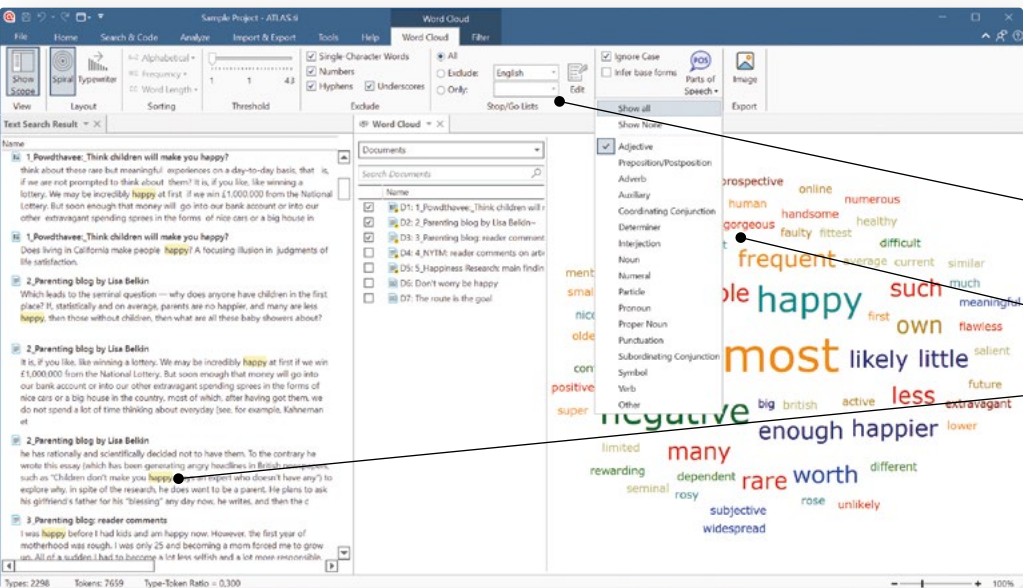 Sample Project - ATLAS.ti
Word Cloud
File Home Search & Code Analyze Import & Export Tools Help Word Cloud Filter
Show Scope
Spiral Typewriter
Alphabetical
Frequency
Word Length
1 1 43
Single-Character Words
Numbers
Hyphens Underscores
All
Exclude: English
Only:
Edit
Ignore Case
Infer base forms
POS
Parts of Speech
Image
View Layout Sorting Threshold Exclude Stop/Go Lists Export
Text Search Result
Name
1_Powdthavee:_Think children will make you happy?
think about these rare but meaningful experiences on a day-to-day basis, that is,
if we are not prompted to think about them? It is, if you like, like winning a
lottery. We may be incredibly happy at first if we win £1.000.000 from the National
Lottery. But soon enough that money will go into our bank account or into our
other extravagant spending sprees in the forms of nice cars or a big house in
1_Powdthavee:_Think children will make you happy?
Does living in California make people happy? A focusing illusion in judgments of
life satisfaction.
2_Parenting blog by Lisa Belkin
Which leads to the seminal question — why does anyone have children in the first
place? If, statistically and on average, parents are no happier, and many are less
happy, then those without children, then what are all these baby showers about?
2_Parenting blog by Lisa Belkin
It is, if you like, like winning a lottery. We may be incredibly happy at first if we win
£1,000,000 from the National Lottery. But soon enough that money will go into
our bank account or into our other extravagant spending sprees in the forms of
nice cars or a big house in the country, most of which, after having got them, we
do not spend a lot of time thinking about everyday (see, for example, Kahneman
et
2_Parenting blog by Lisa Belkin
he has rationally and scientifically decided not to have them. To the contrary he
wrote this essay (which has been generating angry headlines in British newspapers,
such as "Children don't make you happy says an expert who doesn't have any") to
explore why, in spite of the research, he does want to be a parent. He plans to ask
his girlfriend's father for his "blessing" any day now, he writes, and then the c
3_Parenting blog: reader comments
I was happy before I had kids and am happy now. However, the first year of
motherhood was rough. I was only 25 and becoming a mom forced me to grow
up. All of a sudden I had to become a lot less selfish and a lot more responsible
Word Cloud
Documents
Search Documents
Name
D1: 1_Powdthavee:_Think children will r
D2: 2_Parenting blog by Lisa Belkin~
D3: 3_Parenting blog: reader comment
D4: 4_NYTM: reader comments on arti
D5: 5_Happiness Research: main findin
D6: Don't worry be happy
D7: The route is the goal
Show all
Show None
Adjective
Preposition/Postposition
Adverb
Auxiliary
Coordinating Conjunction
Determiner
Interjection
Noun
Numeral
Particle
Pronoun
Proper Noun
Punctuation
Subordinating Conjunction
Symbol
Verb
Other
prospective online
human numerous
handsome
gorgeous healthy
faulty fittest
difficult
frequent average current similar
ment
such much
smal
happy
meaningful
nice
first own flawless
olde
most likely little salient
con
future
positive
less
super
negative big british active extravagant
enough happier lower
limited many
rewarding dependent rare worth different
seminal rosy
rose unlikely
subjective
widespread
Types: 2298 Tokens: 7659 Type-Token Ratio = 0,300
100%